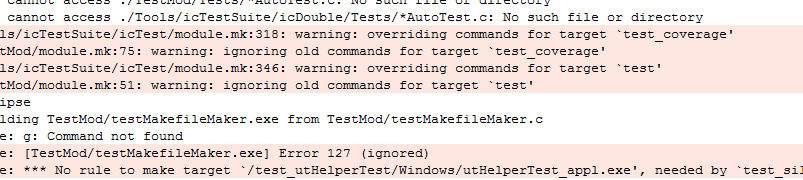 cannot access ./TestMod/Tests/*AutoTest.c: No such file or directory
cannot access ./Tools/icTestSuite/icDouble/Tests/*AutoTest.c: No such file or directory
ls/icTestSuite/icTest/module.mk:318: warning: overriding commands for target `test_coverage'
tMod/module.mk:75: warning: ignoring old commands for target `test_coverage'
ls/icTestSuite/icTest/module.mk:346: warning: overriding commands for target `test'
tMod/module.mk:51: warning: ignoring old commands for target `test'
ipse
lding TestMod/testMakefileMaker.exe from TestMod/testMakefileMaker.c
e: g: Command not found
e: [TestMod/testMakefileMaker.exe] Error 127 (ignored)
e: *** No rule to make target `/test_utHelperTest/Windows/utHelperTest_appl.exe', needed by `test_sil